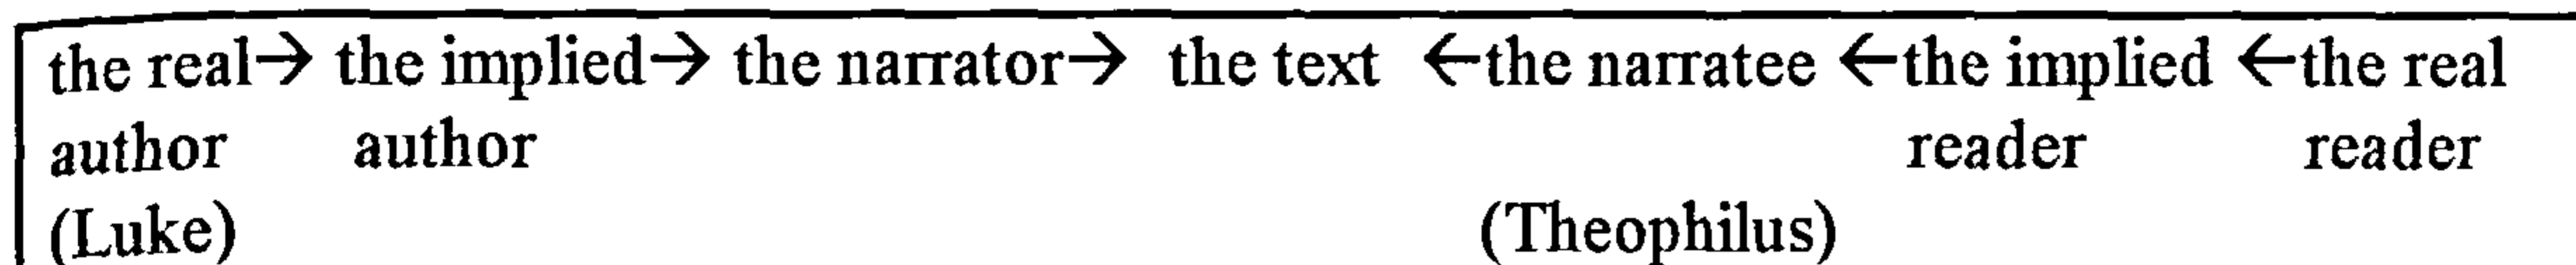 the real→ the implied→ the narrator→ the text ←the narratee ←the implied ←the real
author author reader reader
(Luke) (Theophilus)